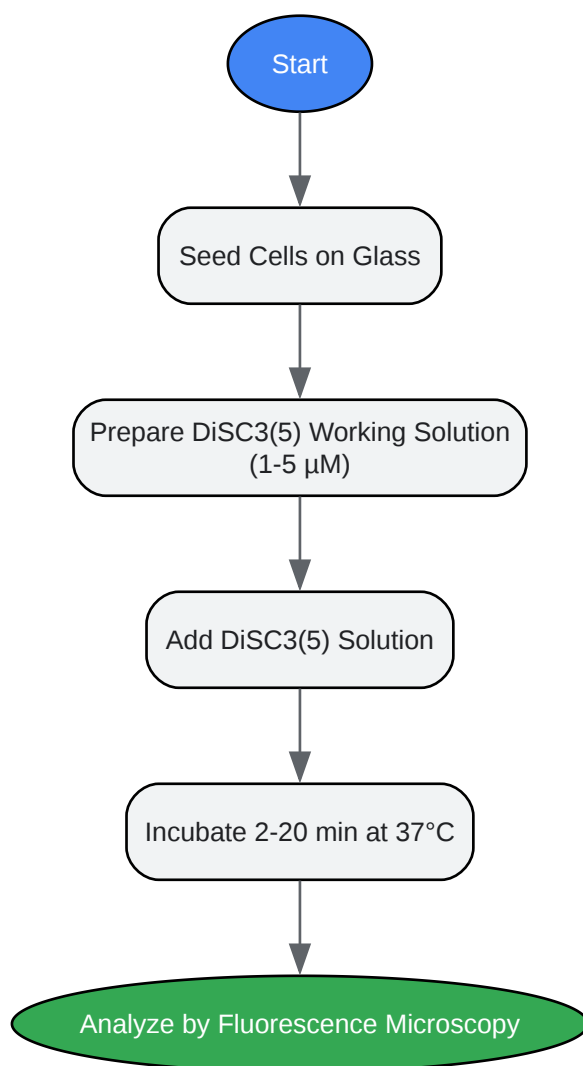 Start
Seed Cells on Glass
Prepare DiSC3(5) Working Solution
(1-5 µM)
Add DiSC3(5) Solution
Incubate 2-20 min at 37°C
Analyze by Fluorescence Microscopy